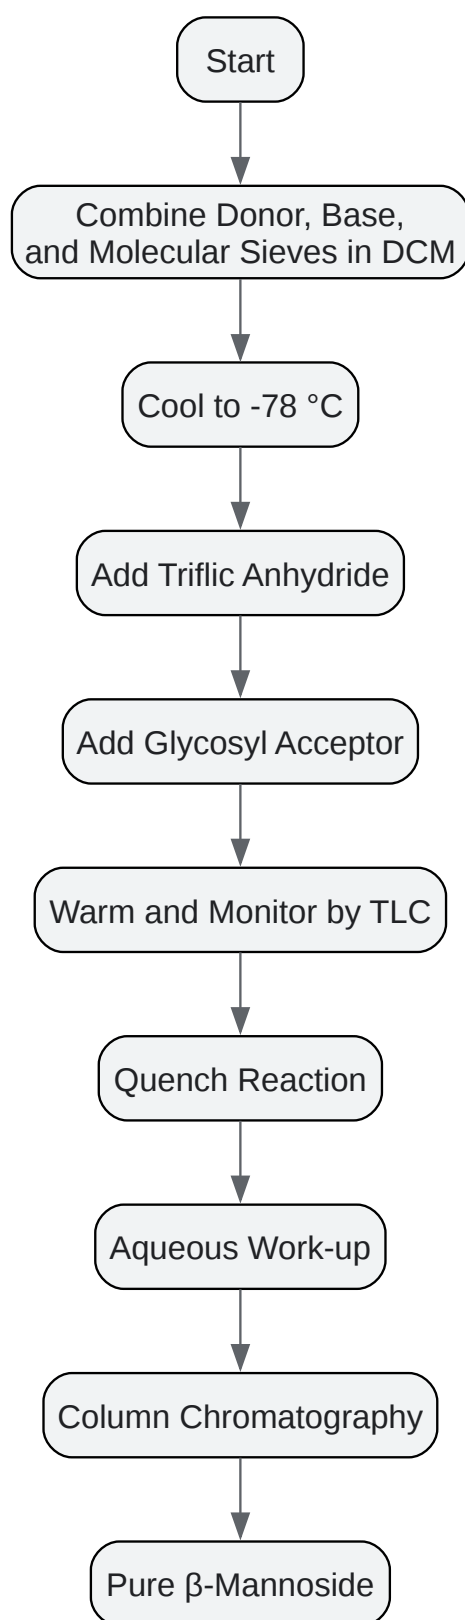 Start
Combine Donor, Base,
and Molecular Sieves in DCM
Cool to -78 °C
Add Triflic Anhydride
Add Glycosyl Acceptor
Warm and Monitor by TLC
Quench Reaction
Aqueous Work-up
Column Chromatography
Pure β-Mannoside